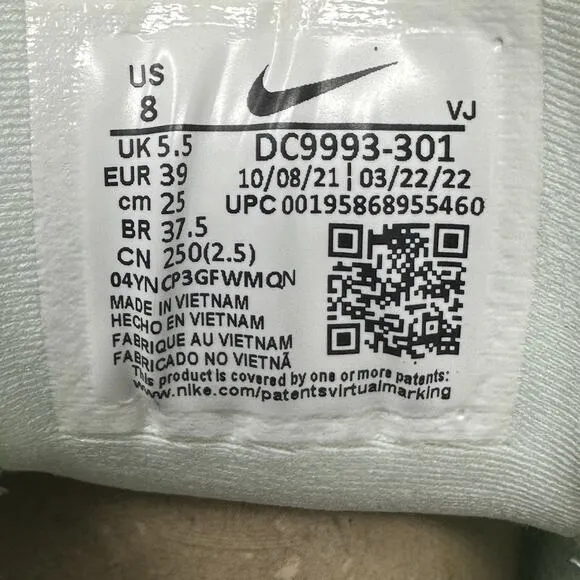 US
8
VJ
UK 5.5
EUR 39
cm 25
BR 37.5
CN 250(2.5)
DC9993-301
10/08/21 | 03/22/22
UPC 00195868955460
04YN CP3GFWMQN
MADE IN VIETNAM
HECHO EN VIETNAM
FABRIQUE AU VIETNAM
FABRICADO NO VIETNÃ
This product is covered by one or more patents:
www.nike.com/patentsvirtualmarking